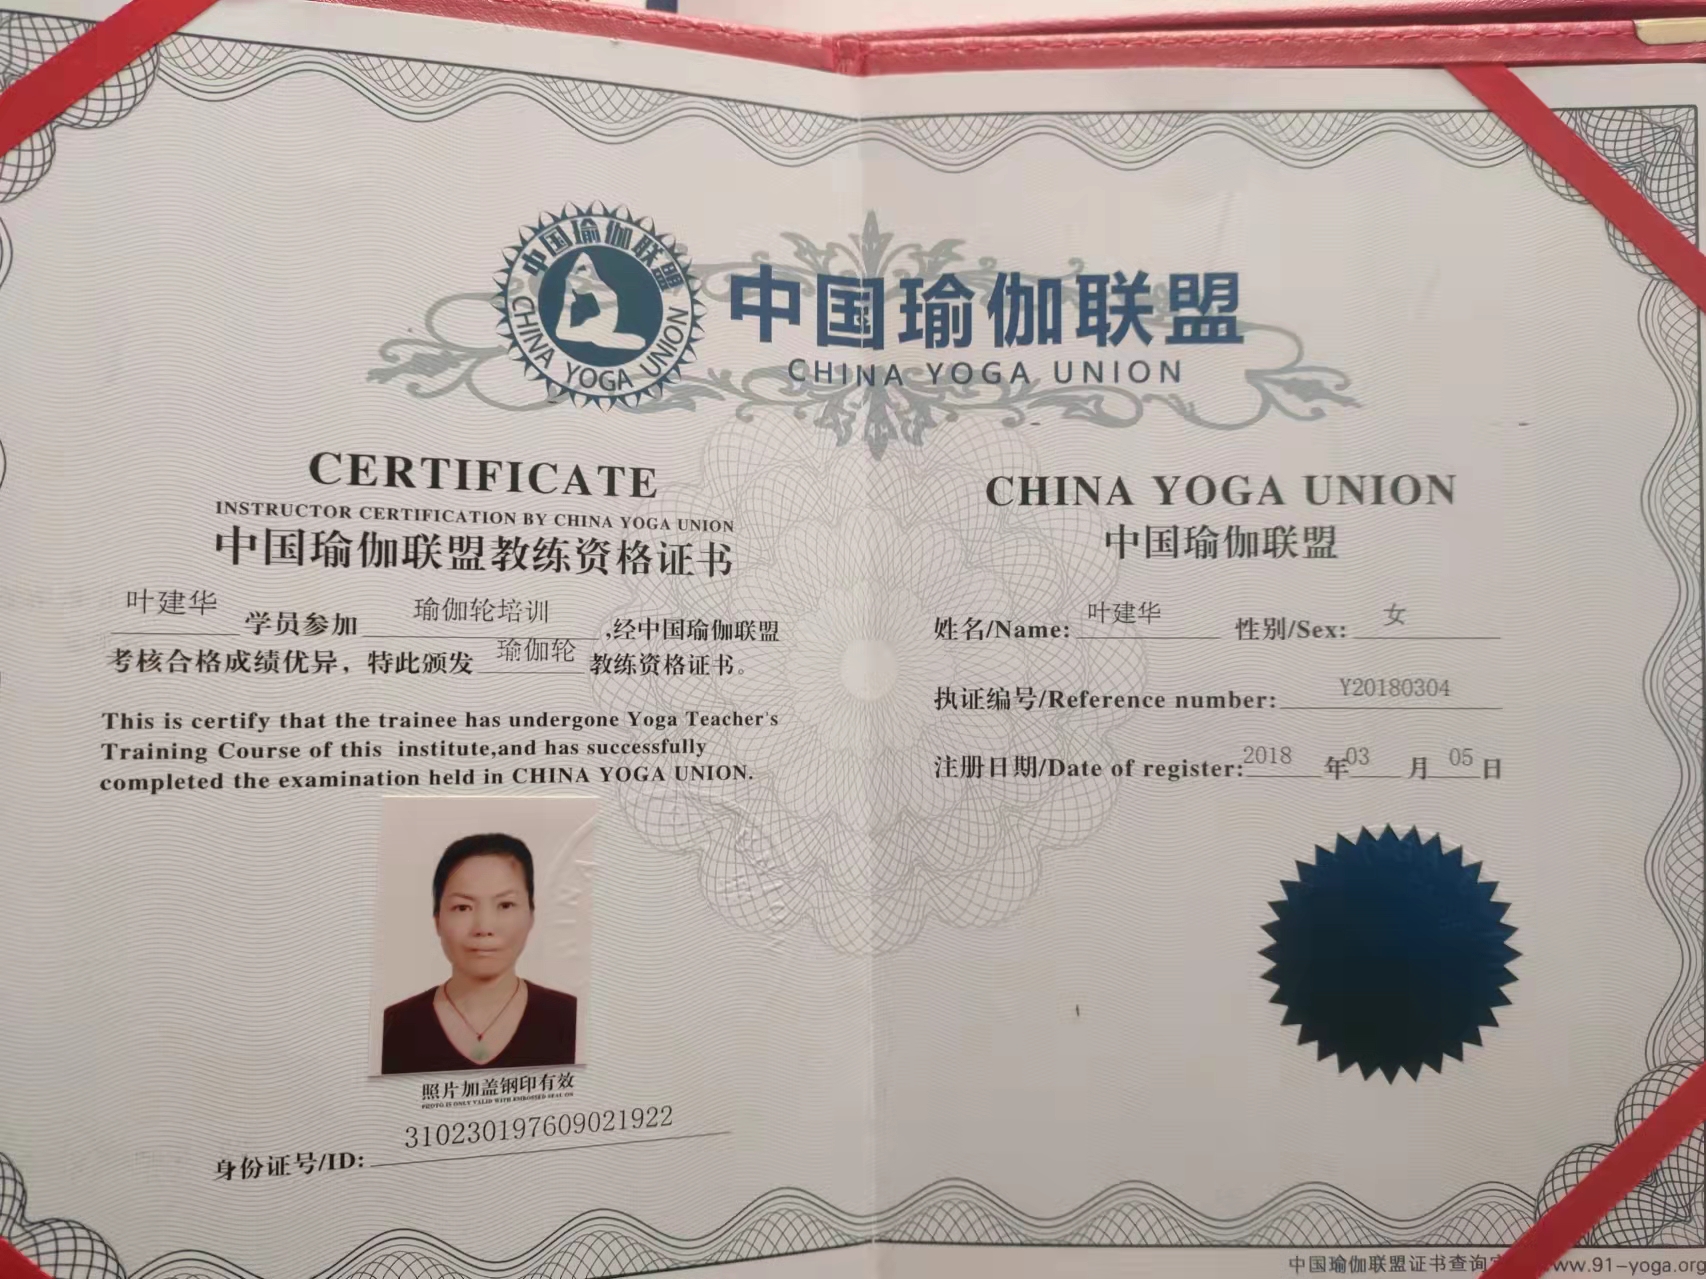 中国瑜伽联盟
CHINA YOGA UNION
中国瑜伽联盟
CHINA YOGA UNION
CERTIFICATE
INSTRUCTOR CERTIFICATION BY CHINA YOGA UNION
中国瑜伽联盟教练资格证书
叶建华 学员参加 瑜伽轮培训 ,经中国瑜伽联盟
考核合格成绩优异，特此颁发 瑜伽轮 教练资格证书。
This is certify that the trainee has undergone Yoga Teacher's
Training Course of this institute,and has successfully
completed the examination held in CHINA YOGA UNION.
照片加盖钢印有效
PHOTO IS ONLY VALID WITH EMBOSSED SEAL ON
身份证号/ID: 310230197609021922
CHINA YOGA UNION
中国瑜伽联盟
姓名/Name: 叶建华 性别/Sex: 女
执证编号/Reference number: Y20180304
注册日期/Date of register: 2018 年 03 月 05 日
中国瑜伽联盟证书查询 www.91-yoga.org